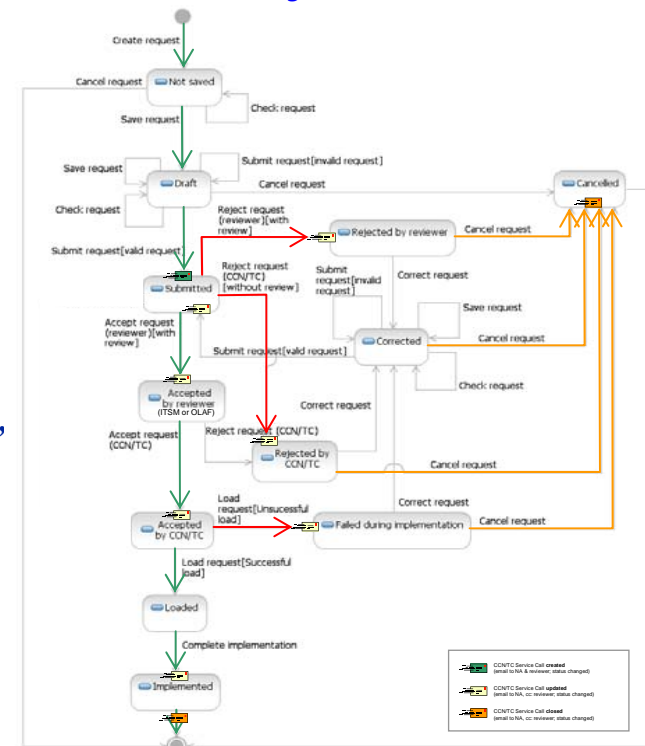 Create request
Cancel request
Not saved
Check request
Save request
Submit request[invalid request]
Save request
Draft
Cancel request
Cancelled
Check request
Reject request
(reviewer)[with
review]
Rejected by reviewer
Cancel request
Submit request[valid request]
Reject request
(CCN/TC)
[without review]
Submit
request[invalid
request]
Correct request
Submitted
Save request
Accept request
(reviewer)[with
review]
Corrected
Cancel request
Submit request[valid request]
Check request
Accepted
by reviewer
(ITSM or OLAF)
Correct request
,
Accept request
(CCN/TC)
Reject request (CCN/TC)
Rejected by
CCN/TC
Cancel request
Load
request[Unsucessful
load]
Correct request
Accepted
by CCN/TC
Failed during implementation
Cancel request
Load request[Successful
load]
Loaded
Complete implementation
Implemented
CCN/TC Service Call created
(email to NA & reviewer; status changed)
CCN/TC Service Call updated
(email to NA, cc: reviewer; status changed)
CCN/TC Service Call closed
(email to NA, cc: reviewer; status changed)